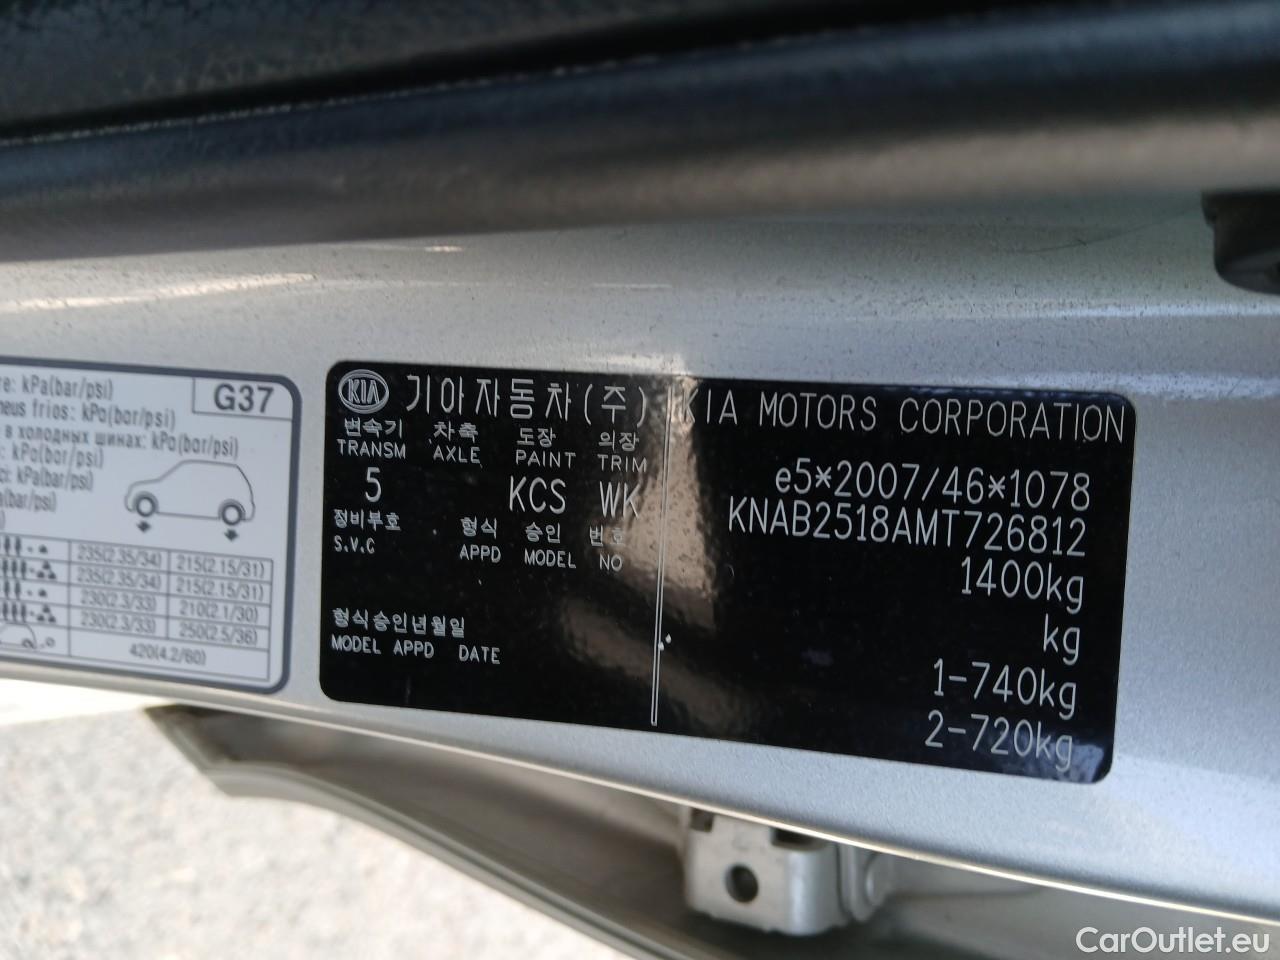 re: kPa(bar/psi)
neus frios: kPa(bar/psi)
е в холодных шинах: kPa(bar/psi)
: kPa(bar/psi)
ci: kPa(bar/psi)
a(bar/psi)
G37
235(2.35/34) 215(2.15/31)
235(2.35/34) 215(2.15/31)
230(2.3/33) 210(2.1/30)
230(2.3/33) 250(2.5/36)
420(4.2/60)
KIA 기아자동차(주) KIA MOTORS CORPORATION
변속기 차축 도장 의장
TRANSM AXLE PAINT TRIM
5 KCS WK
정비부호 형식 승인 번호
S.V.C APPD MODEL NO
형식승인년월일
MODEL APPD DATE
e5*2007/46*1078
KNAB2518AMT726812
1400kg
kg
1-740kg
2-720kg
CarOutlet.eu